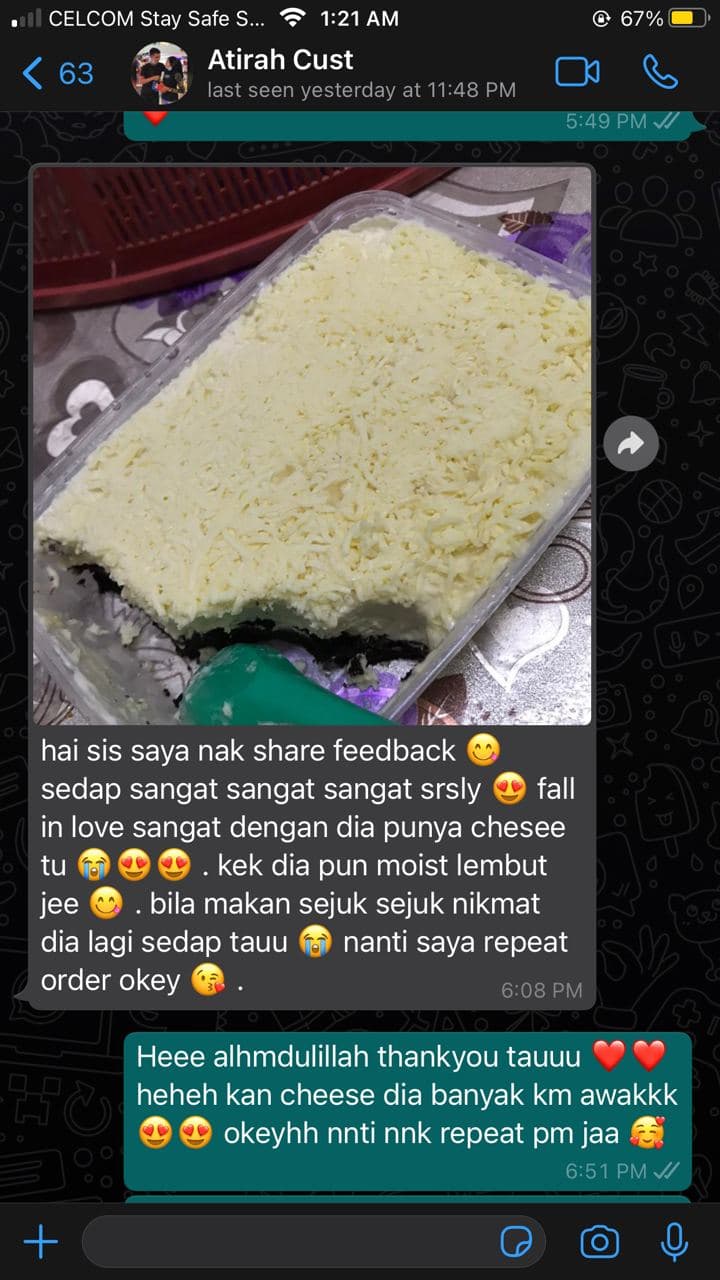 CELCOM Stay Safe S... 1:21 AM 67%
63 Atirah Cust
last seen yesterday at 11:48 PM
❤️ 5:49 PM
hai sis saya nak share feedback 😋
sedap sangat sangat sangat srsly 😍 fall
in love sangat dengan dia punya chesee
tu 😭😍😍 . kek dia pun moist lembut
jee 😋 . bila makan sejuk sejuk nikmat
dia lagi sedap tauu 😭 nanti saya repeat
order okey 😘 .
6:08 PM
Heee alhmdulillah thankyou tauuu ❤️❤️
heheh kan cheese dia banyak km awakkk
😍😍 okeyhh nnti nnk repeat pm jaa 🥰
6:51 PM